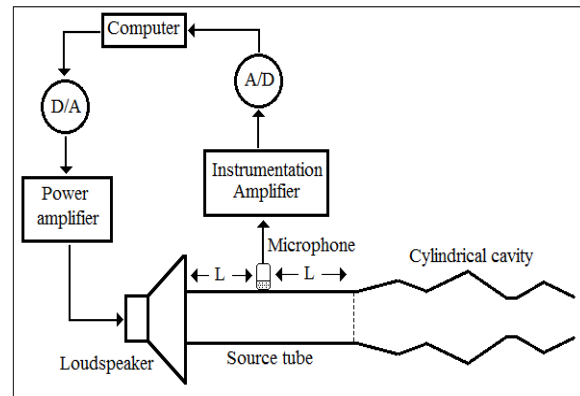 Computer
A/D
D/A
Instrumentation
Amplifier
Power
amplifier
Microphone
Cylindrical cavity
L
L
Loudspeaker
Source tube